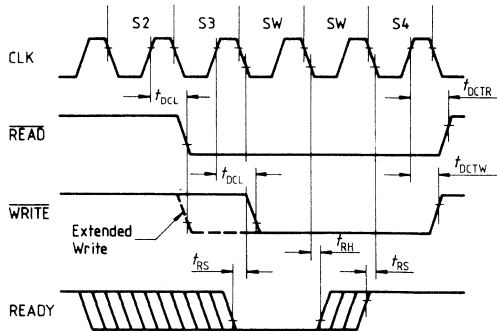 S2 S3 SW SW S4
CLK
tDCL tDCTR
READ
tDCL tDCTW
WRITE
Extended
Write
tRH
tRS tRS
READY